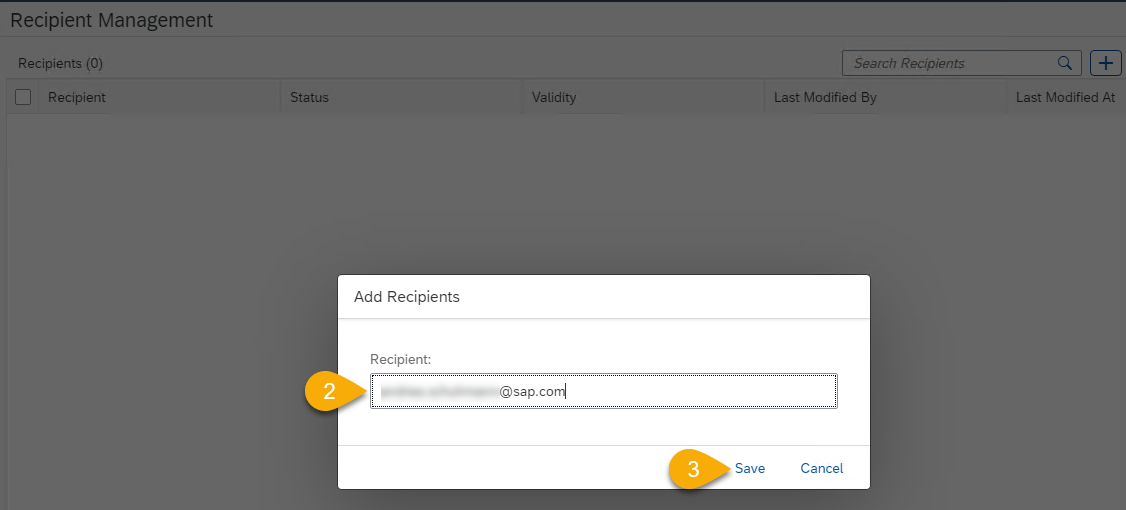 Recipient Management
Recipients (0)
Search Recipients
Recipient Status Validity Last Modified By Last Modified At
Add Recipients
Recipient:
2
@sap.com
3
Save Cancel